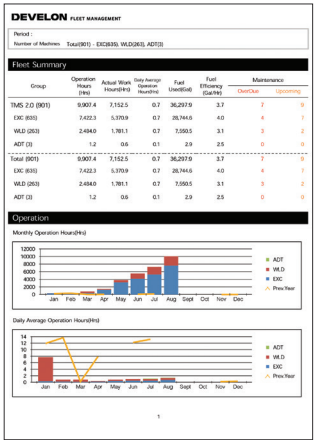 DEVELON FLEET MANAGEMENT
Period :
Number of Machines Total(901) - EXC(635), WLD(263), ADT(3)
Fleet Summary
Group Operation Hours (Hrs) Actual Work Hours(Hrs) Daily Average Operation Hours(Hrs) Fuel Used(Gal) Fuel Efficiency (Gal/Hr) Maintenance
OverDue Upcoming
TMS 2.0 (901) 9,907.4 7,152.5 0.7 36,297.9 3.7 7 9
EXC (635) 7,422.3 5,370.9 0.7 28,744.6 4.0 4 7
WLD (263) 2,484.0 1,781.1 0.7 7,550.5 3.1 3 2
ADT (3) 1.2 0.6 0.1 2.9 2.5 0 0
Total (901) 9,907.4 7,152.5 0.7 36,297.9 3.7 7 9
EXC (635) 7,422.3 5,370.9 0.7 28,744.6 4.0 4
WLD (263) 2,484.0 1,781.1 0.7 7,550.5 3.1 3 2
ADT (3) 1.2 0.6 0.1 2.9 2.5 0
Operation
Monthly Operation Hours(Hrs)
12000
10000
8000
6000
4000
2000
0
Jan Feb Mar Apr May Jun Jul Aug Sept Oct Nov Dec
ADT
WLD
EXC
Prev.Year
Daily Average Operation Hours(Hrs)
14
12
10
8
6
4
2
0
Jan Feb Mar Apr May Jun Jul Aug Sept Oct Nov Dec
ADT
WLD
EXC
Prev.Year
1